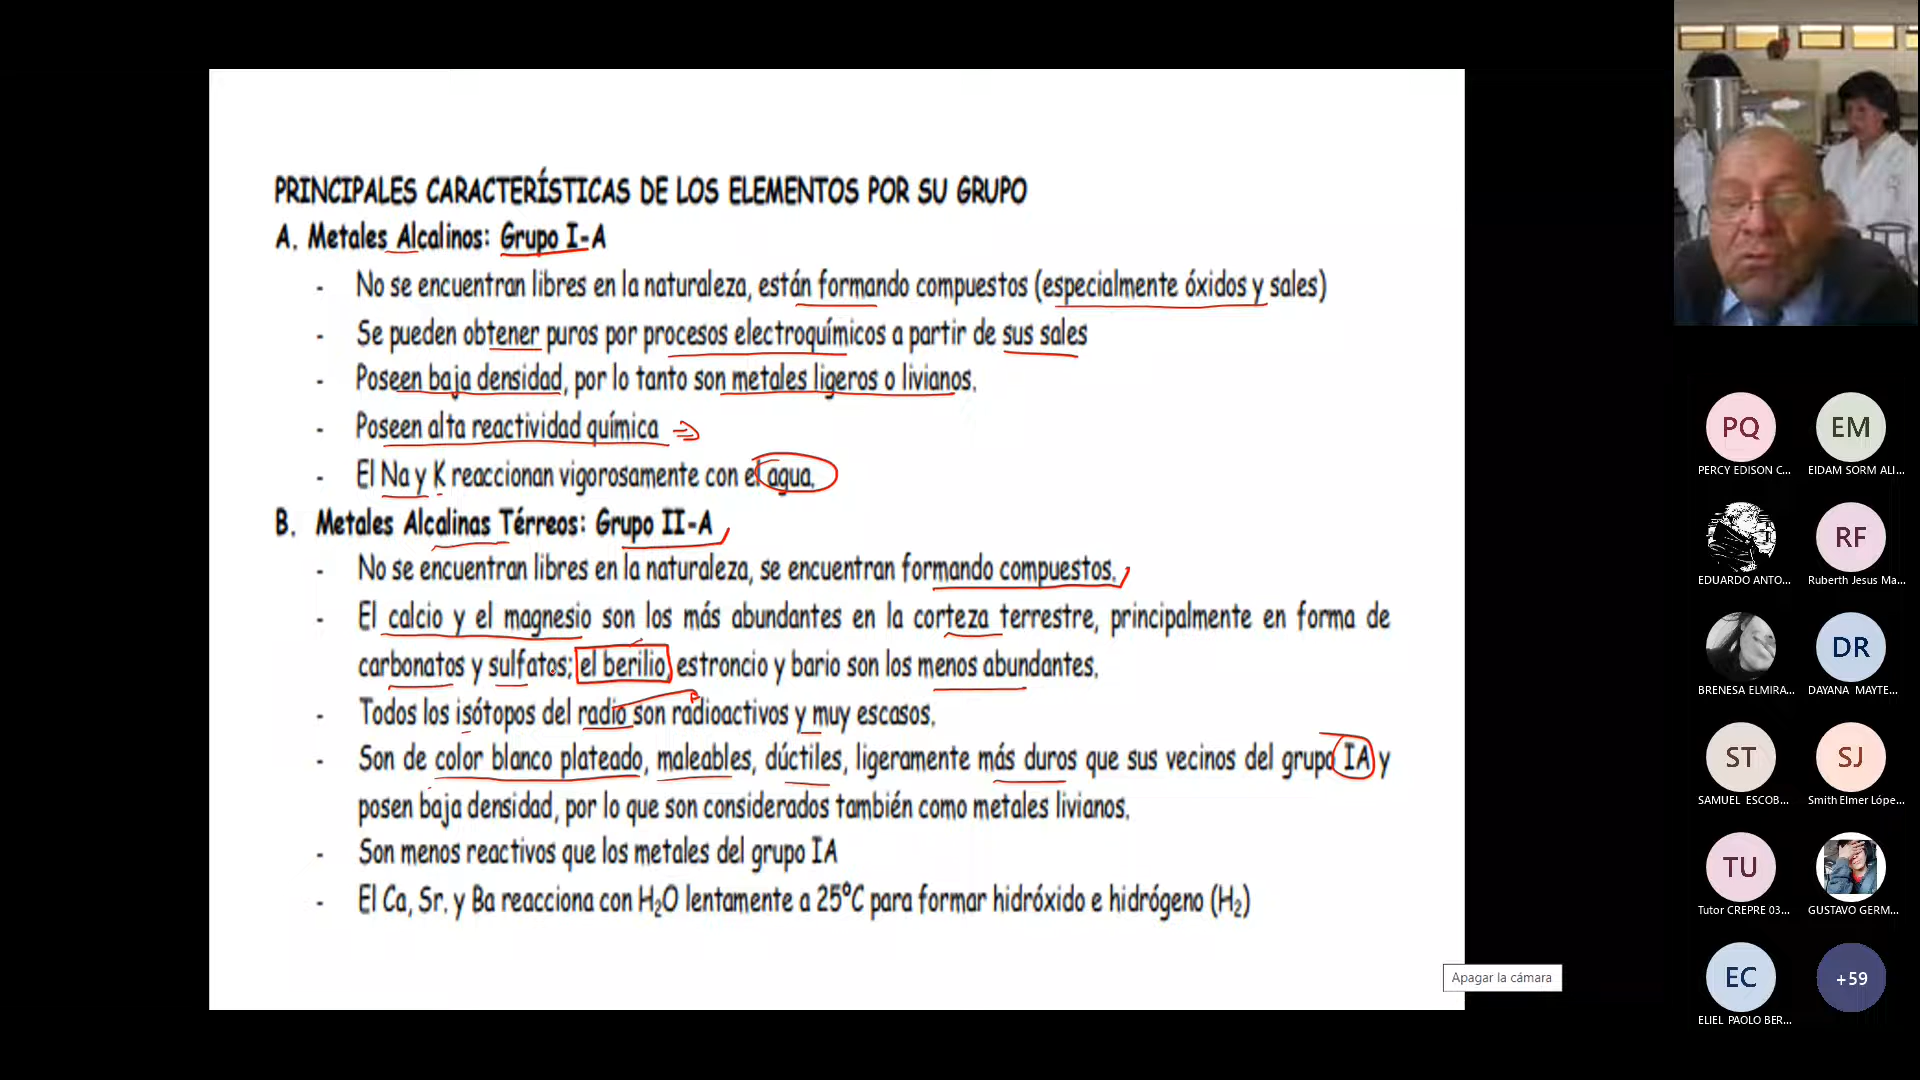 PRINCIPALES CARACTERÍSTICAS DE LOS ELEMENTOS POR SU GRUPO
A. Metales Alcalinos: Grupo I-A
- No se encuentran libres en la naturaleza, están formando compuestos (especialmente óxidos y sales)
- Se pueden obtener puros por procesos electroquímicos a partir de sus sales
- Poseen baja densidad, por lo tanto son metales ligeros o livianos.
- Poseen alta reactividad química
- El Na y K reaccionan vigorosamente con el agua.
B. Metales Alcalinas Térreos: Grupo II-A
- No se encuentran libres en la naturaleza, se encuentran formando compuestos.
- El calcio y el magnesio son los más abundantes en la corteza terrestre, principalmente en forma de
carbonatos y sulfatos; el berilio, estroncio y bario son los menos abundantes.
- Todos los isótopos del radio son radioactivos y muy escasos.
- Son de color blanco plateado, maleables, dúctiles, ligeramente más duros que sus vecinos del grupo IA y
posen baja densidad, por lo que son considerados también como metales livianos.
- Son menos reactivos que los metales del grupo IA
- El Ca, Sr. y Ba reacciona con H₂O lentamente a 25ºC para formar hidróxido e hidrógeno (H₂)
Apagar la cámara
PQ EM
PERCY EDISON C... EIDAM SORM ALI...
RF
EDUARDO ANTO... Ruberth Jesus Ma...
DR
BRENESA ELMIRA... DAYANA MAYTE...
ST SJ
SAMUEL ESCOB... Smith Elmer Lópe...
TU
Tutor CREPRE 03... GUSTAVO GERM...
EC +59
ELIEL PAOLO BER...